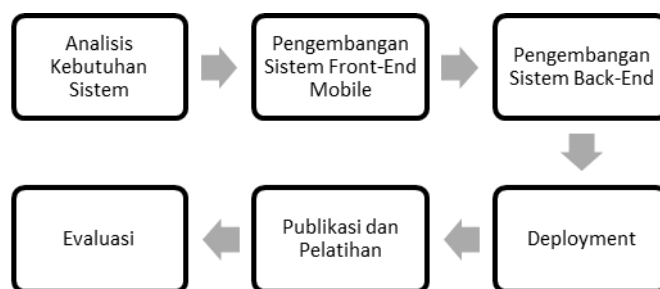 Analisis
Kebutuhan
Sistem
Pengembangan
Sistem Front-End
Mobile
Pengembangan
Sistem Back-End
Deployment
Publikasi dan
Pelatihan
Evaluasi